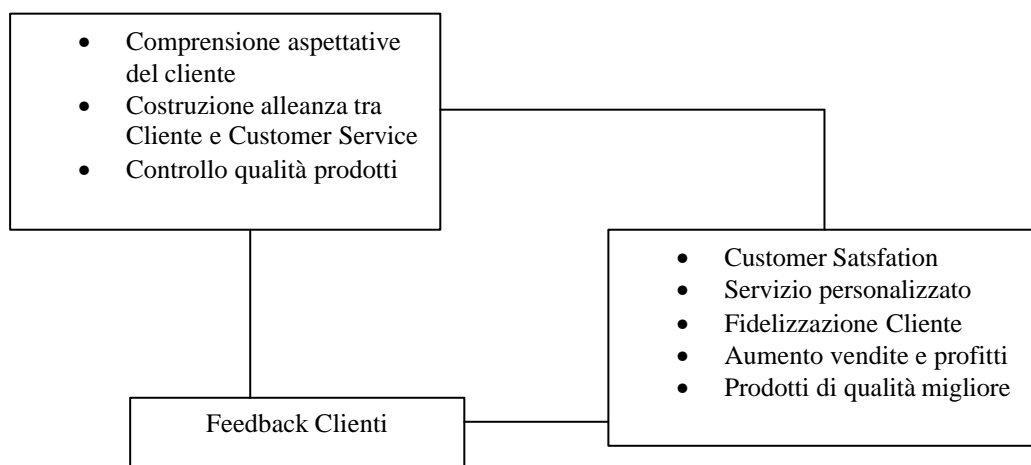 • Comprensione aspettative
del cliente
• Costruzione alleanza tra
Cliente e Customer Service
• Controllo qualità prodotti
• Customer Satsfation
• Servizio personalizzato
• Fidelizzazione Cliente
• Aumento vendite e profitti
• Prodotti di qualità migliore
Feedback Clienti